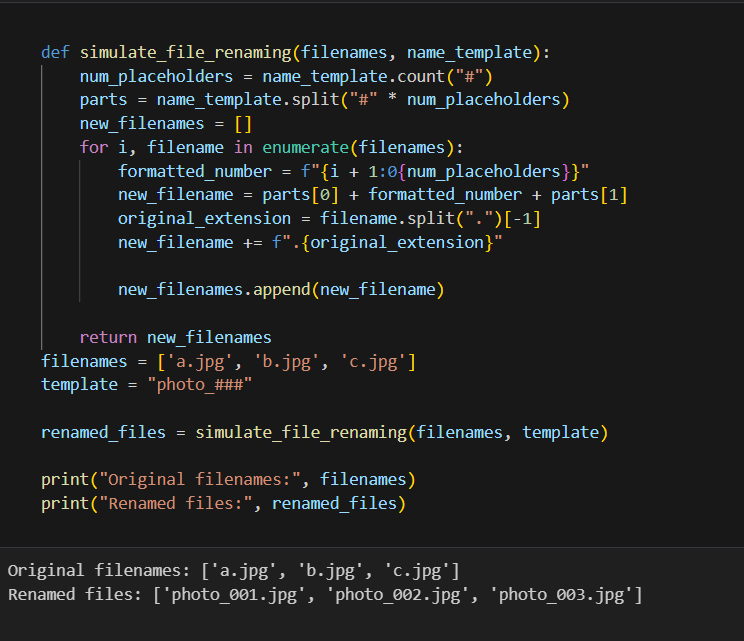 def simulate_file_renaming(filenames, name_template):
    num_placeholders = name_template.count("#")
    parts = name_template.split("#" * num_placeholders)
    new_filenames = []
    for i, filename in enumerate(filenames):
        formatted_number = f"{i + 1:0{num_placeholders}}"
        new_filename = parts[0] + formatted_number + parts[1]
        original_extension = filename.split(".")[-1]
        new_filename += f".{original_extension}"

        new_filenames.append(new_filename)

    return new_filenames
filenames = ['a.jpg', 'b.jpg', 'c.jpg']
template = "photo_###"

renamed_files = simulate_file_renaming(filenames, template)

print("Original filenames:", filenames)
print("Renamed files:", renamed_files)

Original filenames: ['a.jpg', 'b.jpg', 'c.jpg']
Renamed files: ['photo_001.jpg', 'photo_002.jpg', 'photo_003.jpg']